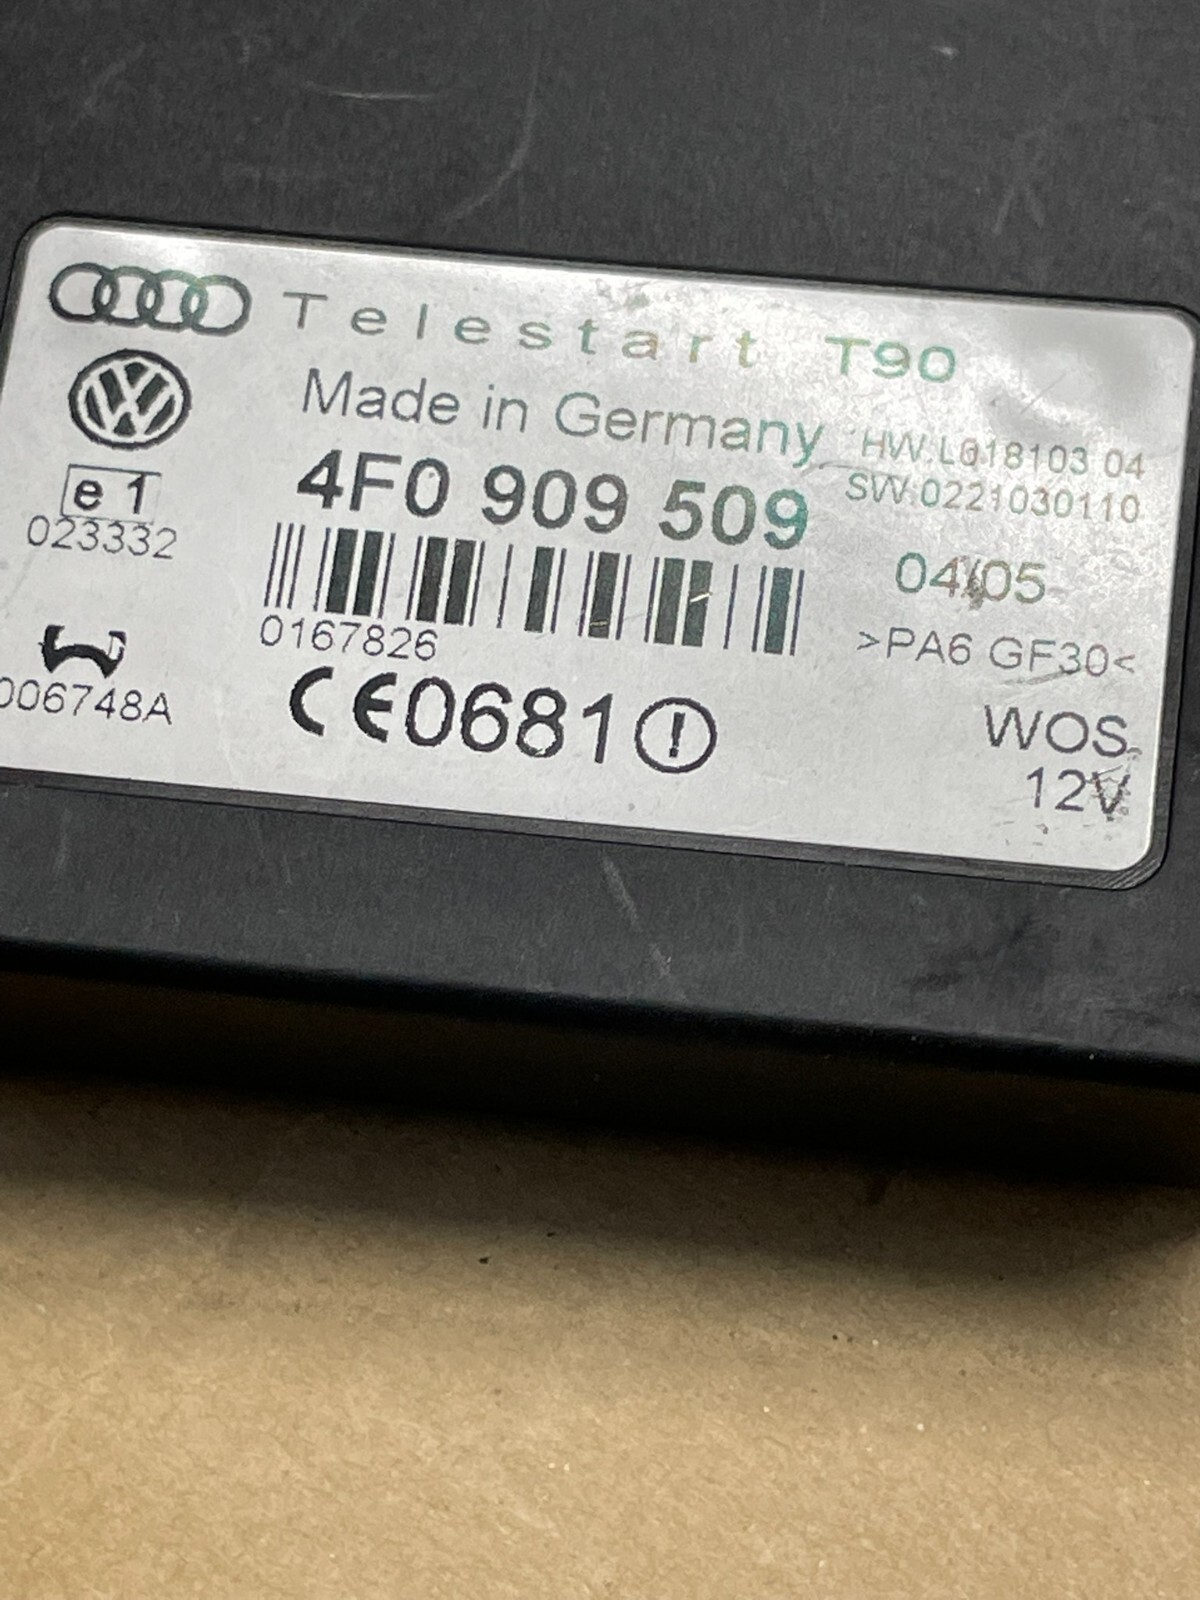 Telestart T90
Made in Germany
HW.L018103 04
4F0 909 509
SW:0221030110
e 1
023332
04/05
0167826
>PA6 GF30<
006748A
CE0681
WOS
12V